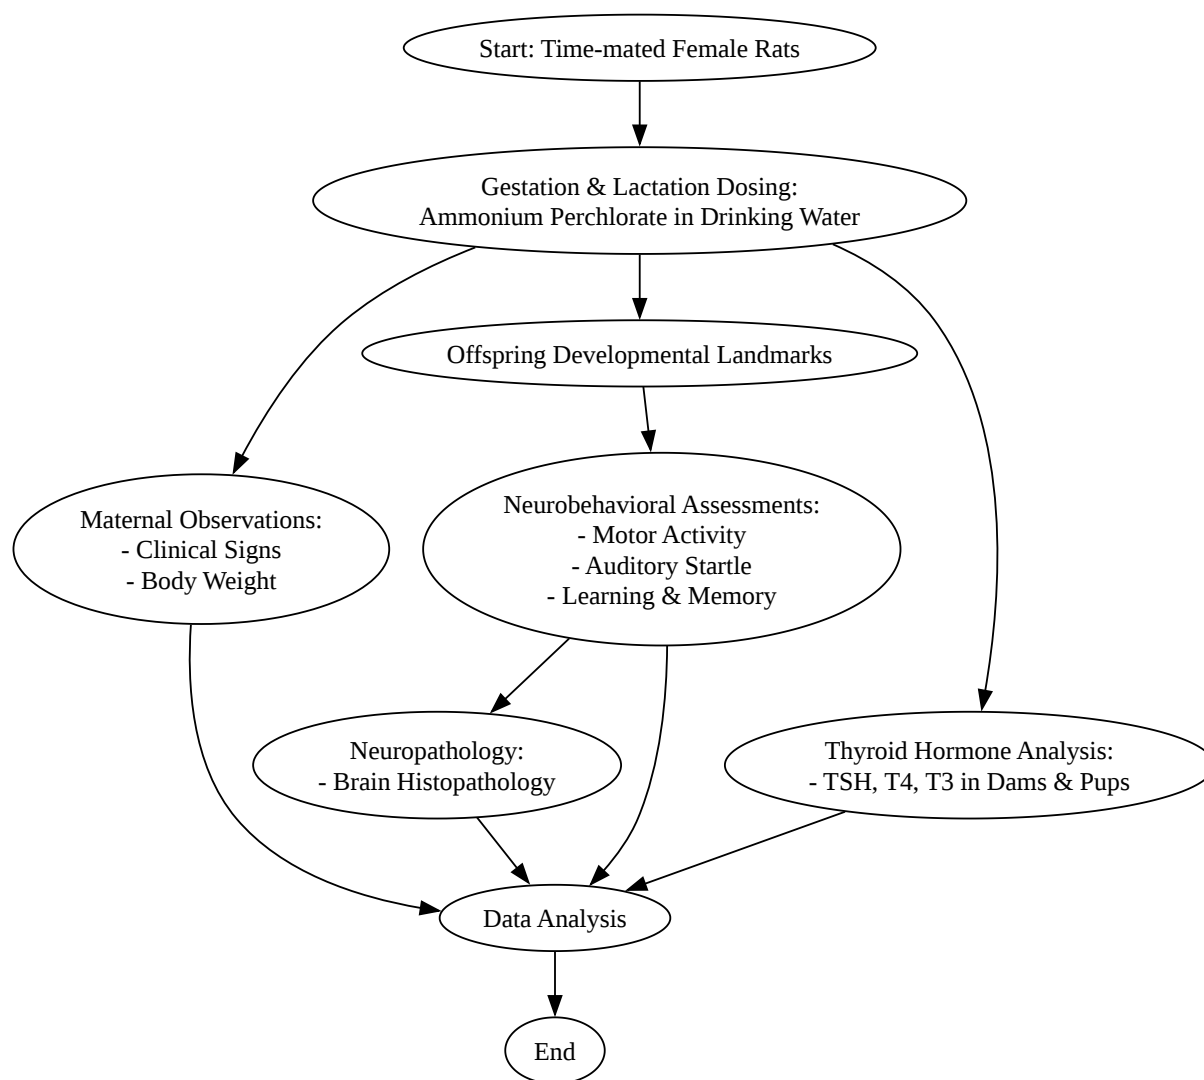 Start: Time-mated Female Rats
Gestation & Lactation Dosing:
Ammonium Perchlorate in Drinking Water
Offspring Developmental Landmarks
Maternal Observations:
- Clinical Signs
- Body Weight
Neurobehavioral Assessments:
- Motor Activity
- Auditory Startle
- Learning & Memory
Neuropathology:
- Brain Histopathology
Thyroid Hormone Analysis:
- TSH, T4, T3 in Dams & Pups
Data Analysis
End